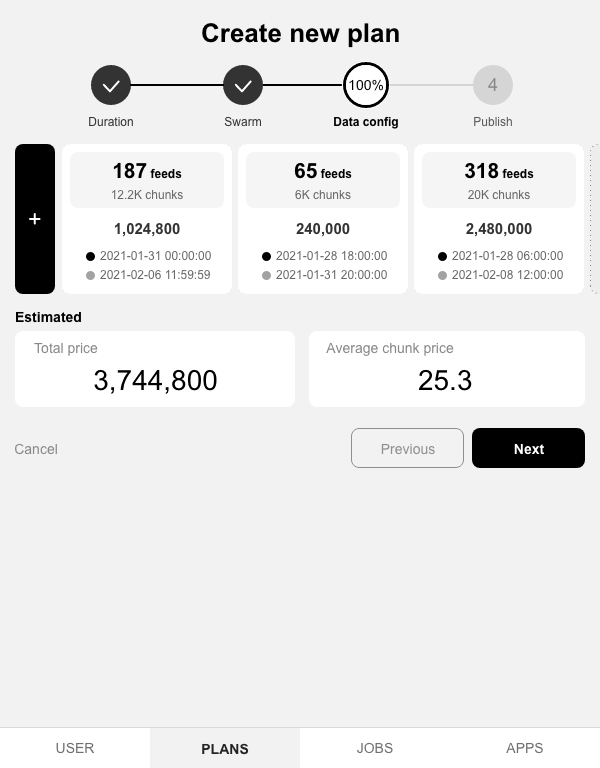 Create new plan
100% 4
Duration Swarm Data config Publish
+
187 feeds
12.2K chunks
1,024,800
2021-01-31 00:00:00
2021-02-06 11:59:59
65 feeds
6K chunks
240,000
2021-01-28 18:00:00
2021-01-31 20:00:00
318 feeds
20K chunks
2,480,000
2021-01-28 06:00:00
2021-02-08 12:00:00
Estimated
Total price
3,744,800
Average chunk price
25.3
Cancel Previous Next
USER PLANS JOBS APPS